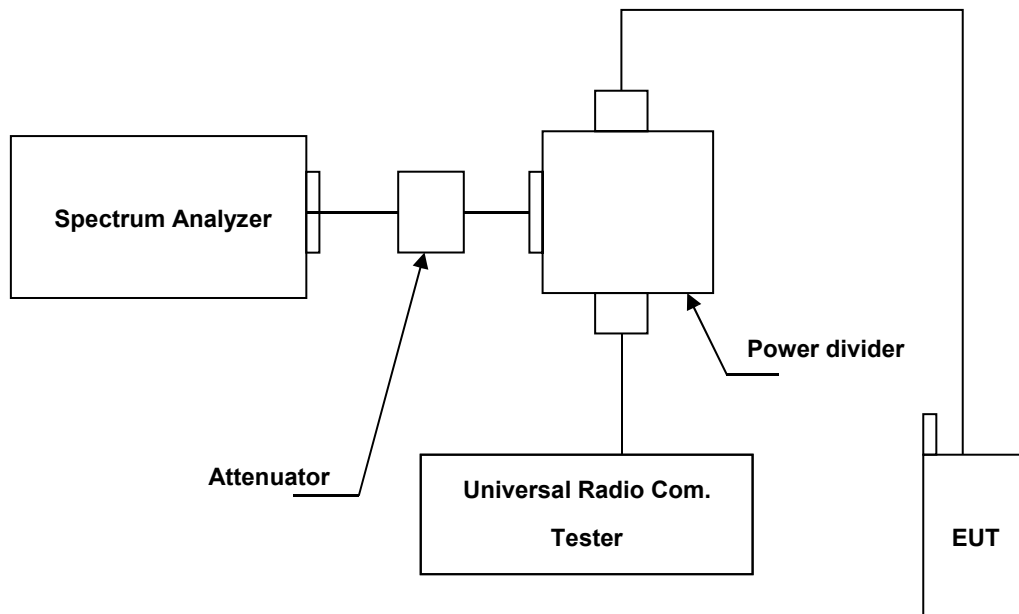 Spectrum Analyzer
Power divider
Attenuator
Universal Radio Com.
Tester
EUT